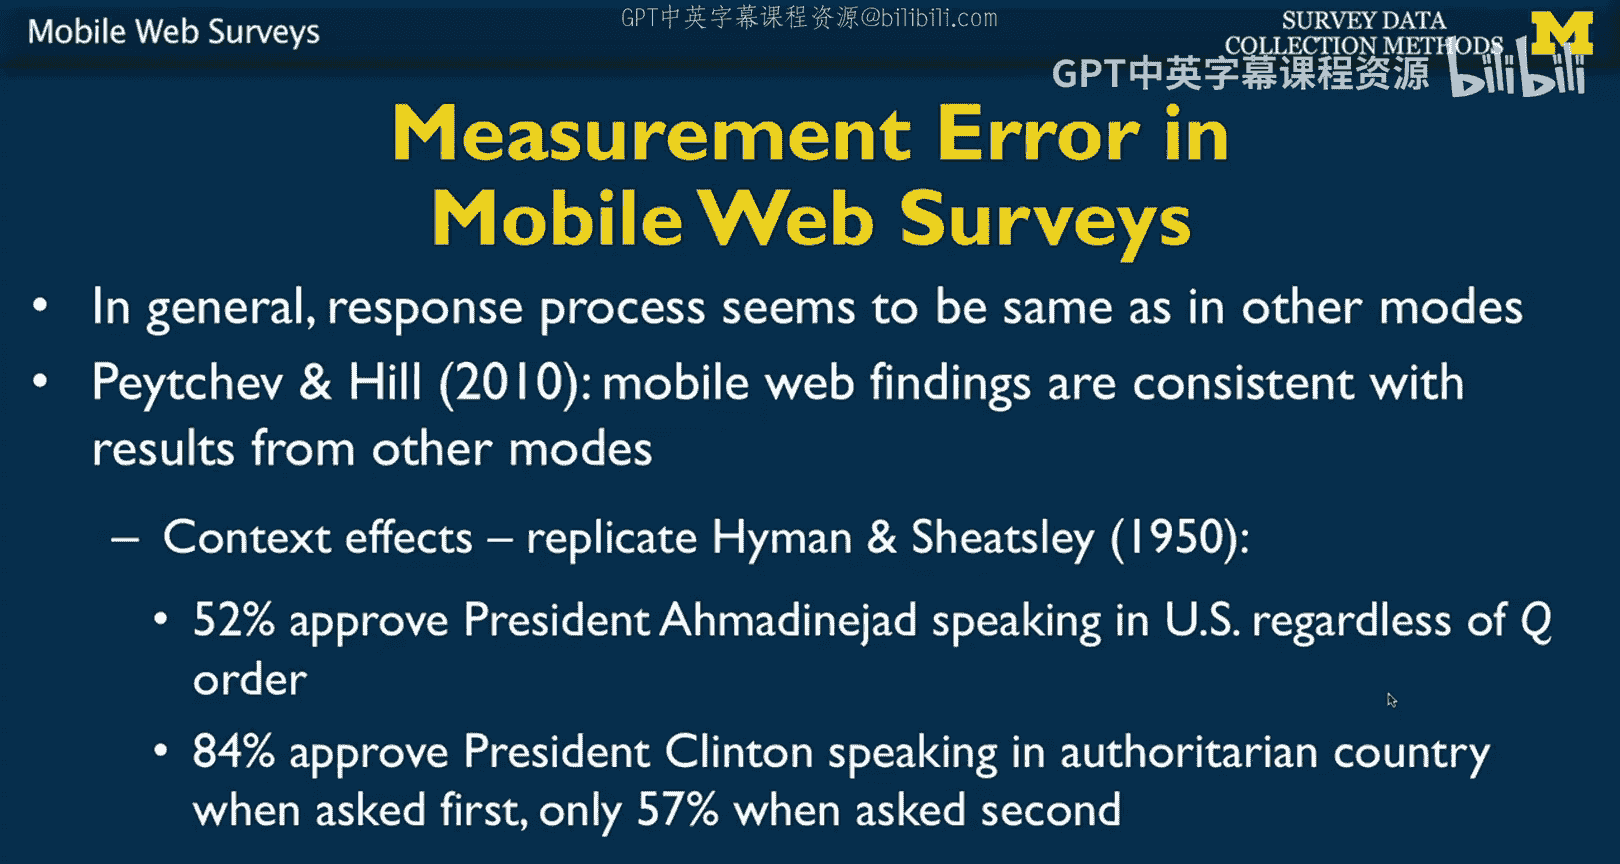 Mobile Web Surveys
GPT中英字幕课程资源@bilibili.com
SURVEY DATA
COLLECTION METHODS
M
GPT中英字幕课程资源 bilibili
Measurement Error in
Mobile Web Surveys
• In general, response process seems to be same as in other modes
• Peytchev & Hill (2010): mobile web findings are consistent with
results from other modes
– Context effects – replicate Hyman & Sheatsley (1950):
• 52% approve President Ahmadinejad speaking in U.S. regardless of Q
order
• 84% approve President Clinton speaking in authoritarian country
when asked first, only 57% when asked second